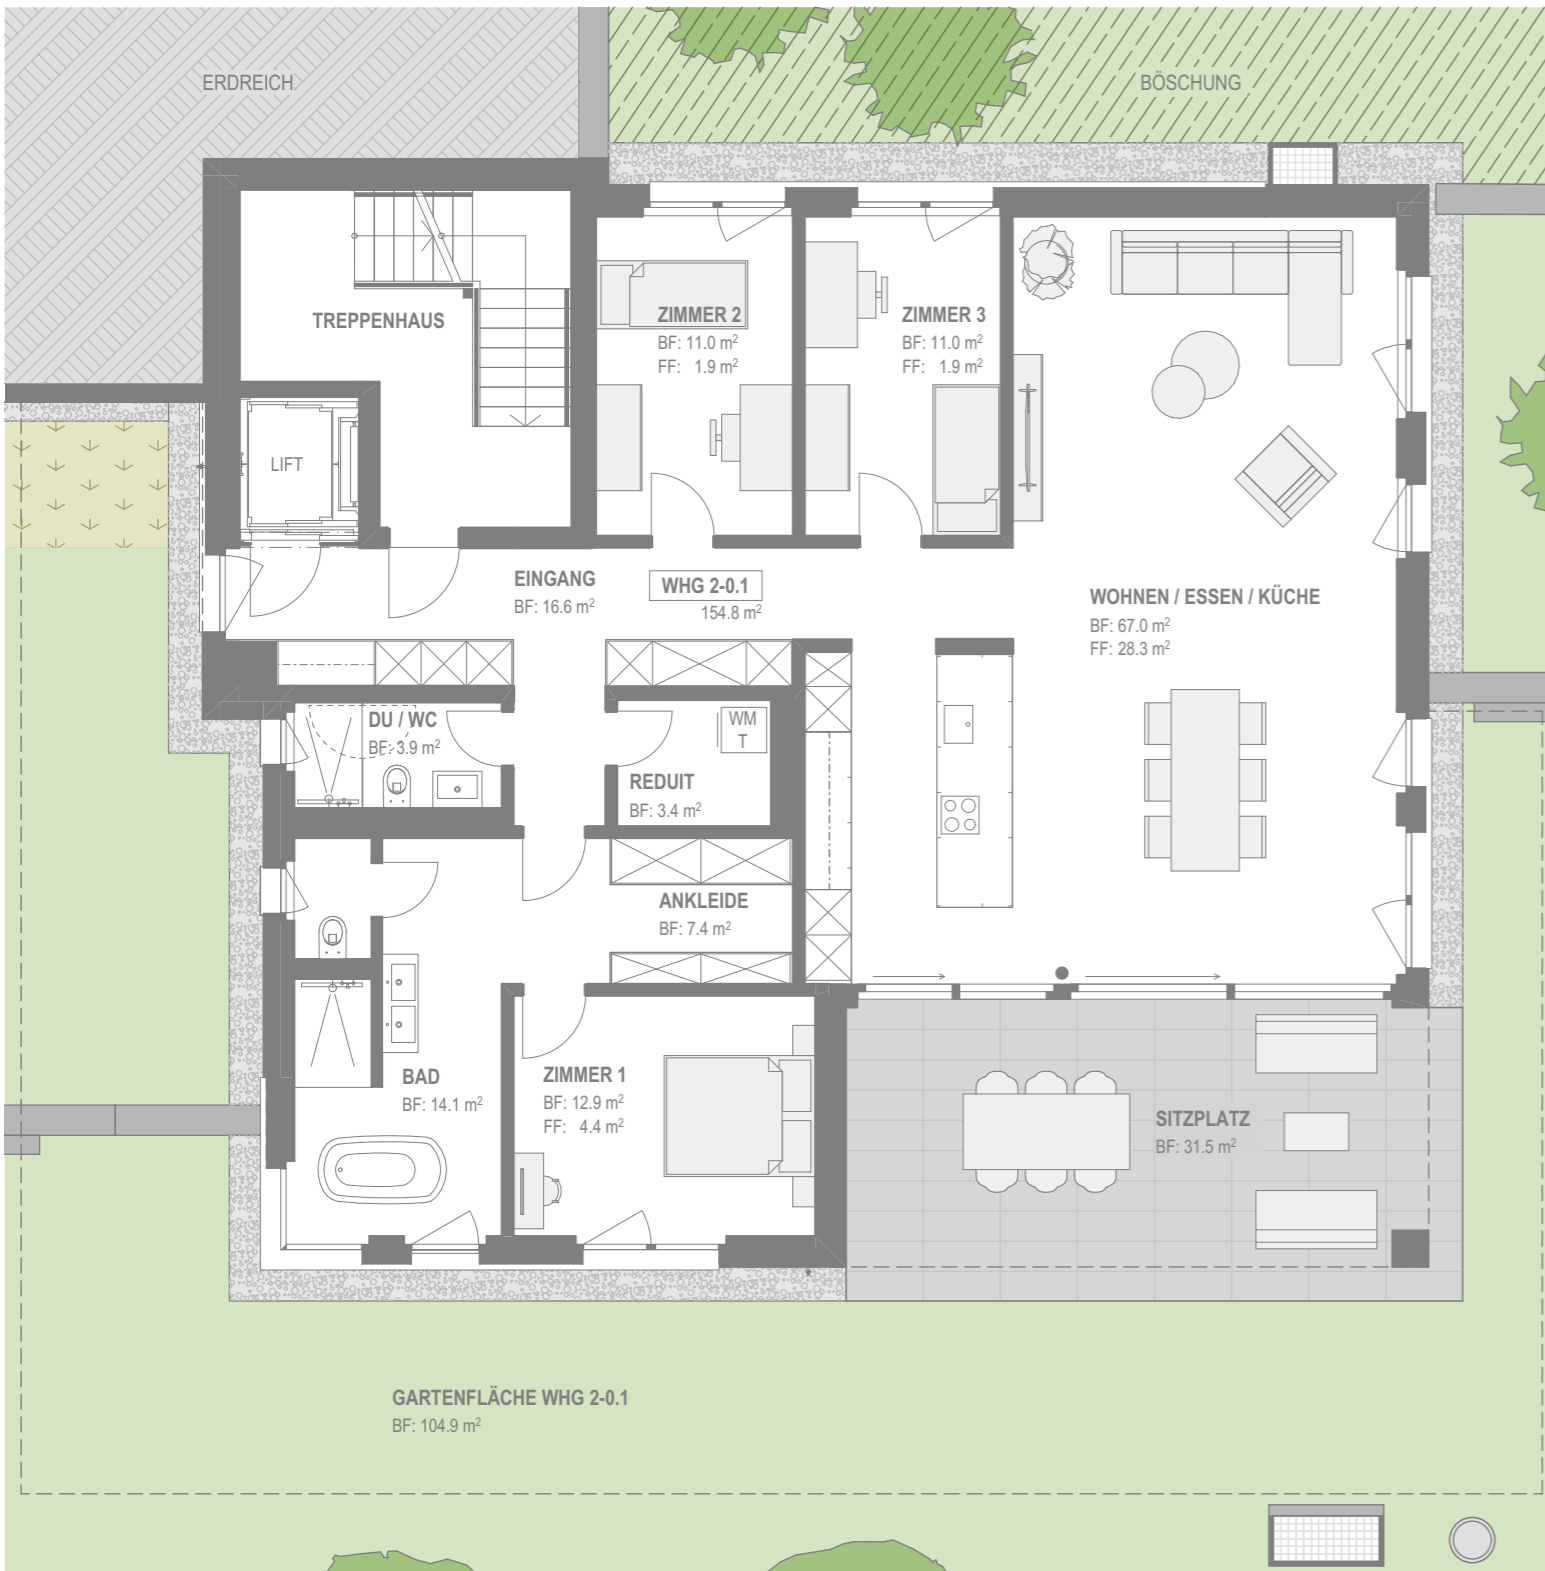 ERDREICH
BÖSCHUNG
TREPPENHAUS
ZIMMER 2
BF: 11.0 m²
FF: 1.9 m²
ZIMMER 3
BF: 11.0 m²
FF: 1.9 m²
LIFT
EINGANG
BF: 16.6 m²
WHG 2-0.1
154.8 m²
WOHNEN / ESSEN / KÜCHE
BF: 67.0 m²
FF: 28.3 m²
DU / WC
BF: 3.9 m²
WM
T
REDUIT
BF: 3.4 m²
ANKLEIDE
BF: 7.4 m²
BAD
BF: 14.1 m²
ZIMMER 1
BF: 12.9 m²
FF: 4.4 m²
SITZPLATZ
BF: 31.5 m²
GARTENFLÄCHE WHG 2-0.1
BF: 104.9 m²